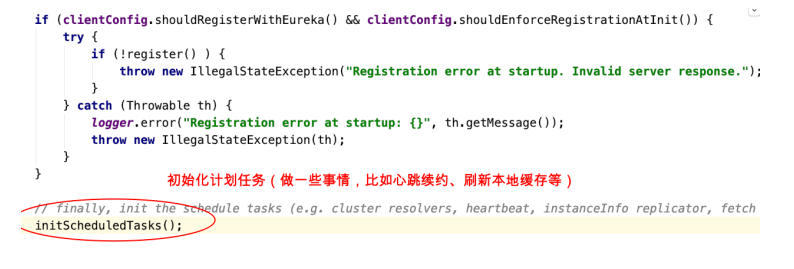 if (clientConfig.shouldRegisterWithEureka() && clientConfig.shouldEnforceRegistrationAtInit()) {
try {
if (!register() ) {
throw new IllegalStateException("Registration error at startup. Invalid server response.");
}
} catch (Throwable th) {
logger.error("Registration error at startup: {}", th.getMessage());
throw new IllegalStateException(th);
}
}
初始化计划任务（做一些事情，比如心跳续约、刷新本地缓存等）
// finally, init the schedule tasks (e.g. cluster resolvers, heartbeat, instanceInfo replicator, fetch
initScheduledTasks();